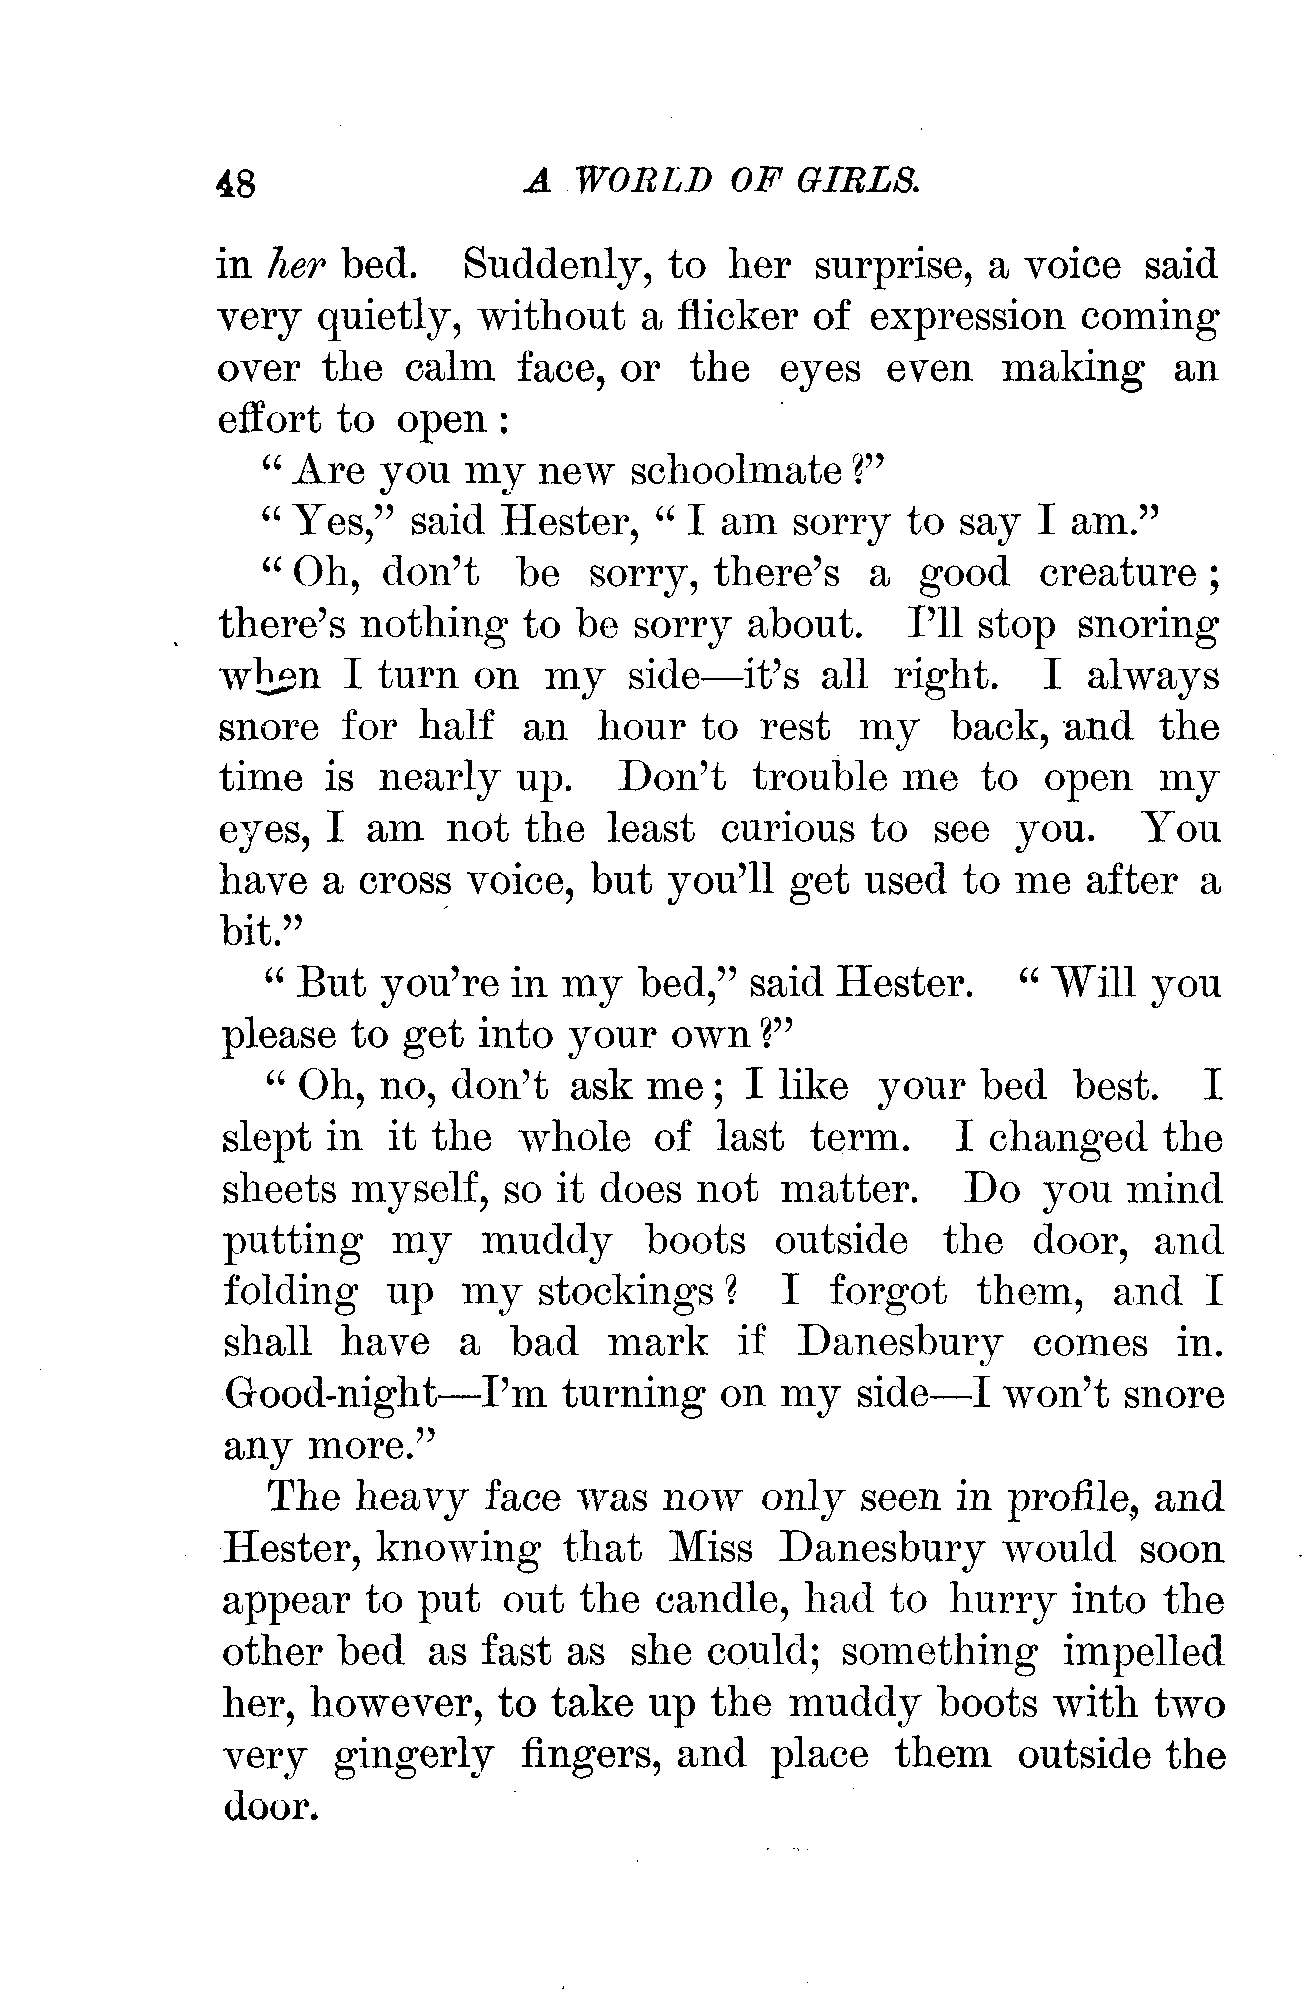 48 A WORLD OF GIRLS.
in her bed. Suddenly, to her surprise, a voice said
very quietly, without a flicker of expression coming
over the calm face, or the eyes even making an
effort to open :
“ Are you my new schoolmate ?”
“ Yes,” said Hester, “ I am sorry to say I am.”
“ Oh, don’t be sorry, there’s a good creature ;
there’s nothing to be sorry about. I’ll stop snoring
when I turn on my side—it’s all right. I always
snore for half an hour to rest my back, and the
time is nearly up. Don’t trouble me to open my
eyes, I am not the least curious to see you. You
have a cross voice, but you’ll get used to me after a
bit.”
“ But you’re in my bed,” said Hester. “ Will you
please to get into your own ?”
“ Oh, no, don’t ask me ; I like your bed best. I
slept in it the whole of last term. I changed the
sheets myself, so it does not matter. Do you mind
putting my muddy boots outside the door, and
folding up my stockings ? I forgot them, and I
shall have a bad mark if Danesbury comes in.
Good-night—I’m turning on my side—I won’t snore
any more.”
The heavy face was now only seen in profile, and
Hester, knowing that Miss Danesbury would soon
appear to put out the candle, had to hurry into the
other bed as fast as she could; something impelled
her, however, to take up the muddy boots with two
very gingerly fingers, and place them outside the
door.